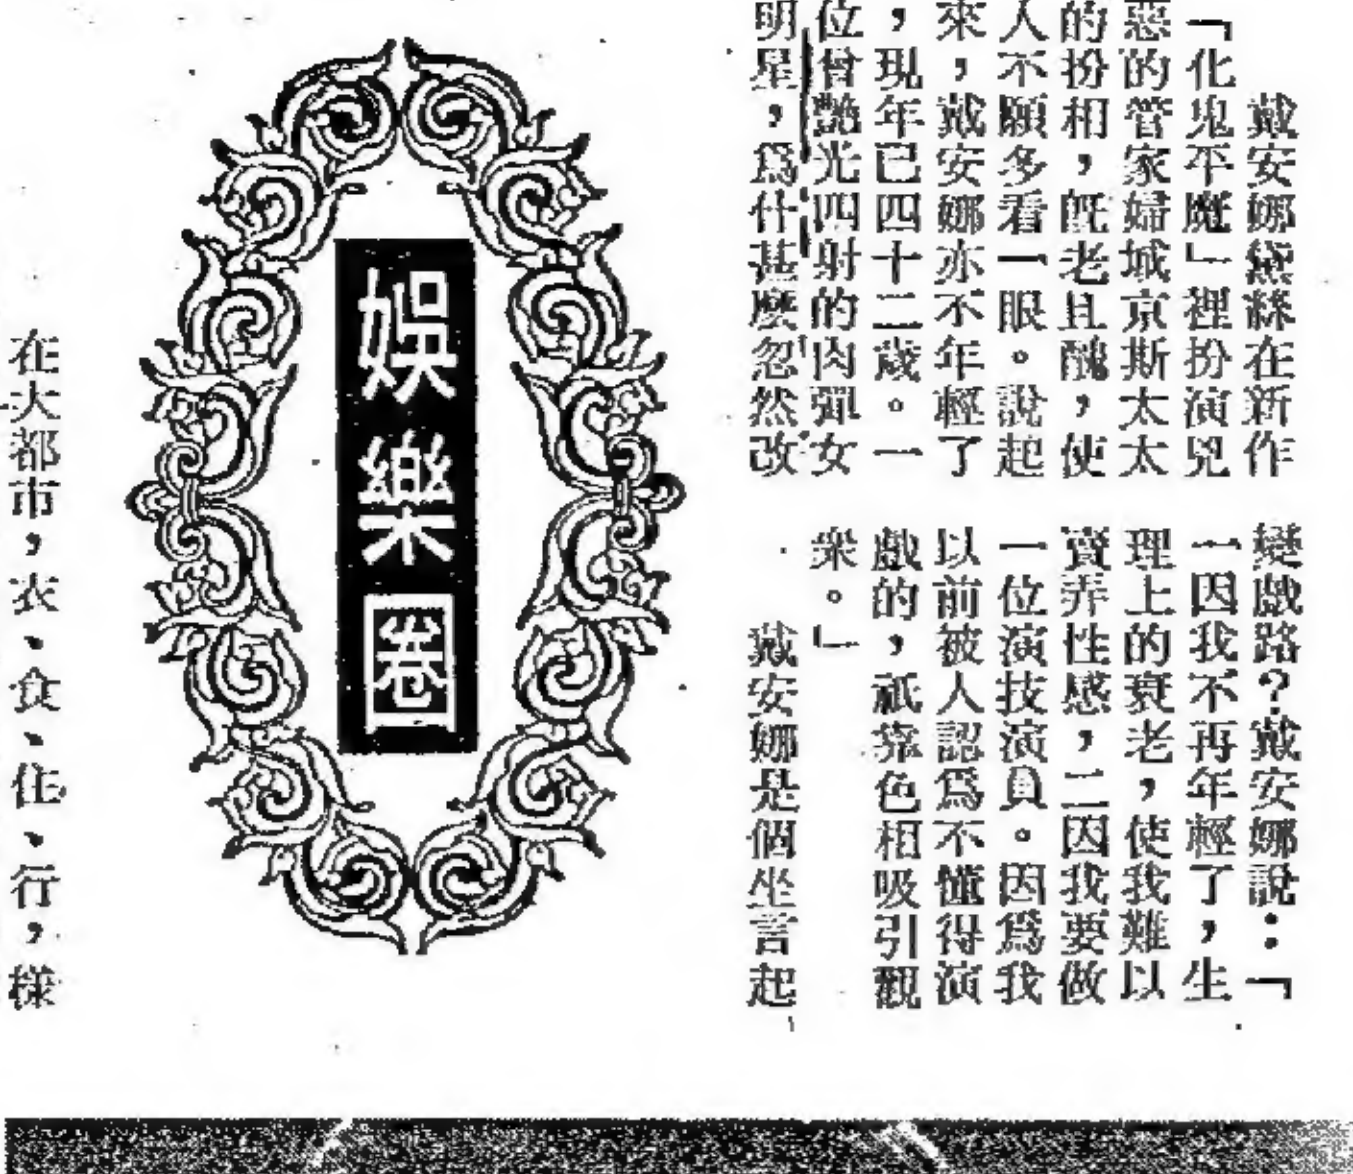 戴安娜黛絲在新作
「化鬼平魔」裡扮演兇
惡的管家婦城京斯太太
的扮相，旣老且醜，使
人不願多看一眼。說起
來，戴安娜亦不年輕了
，現年已四十二歲。一
位曾艷光四射的肉彈女
明星，爲什甚麼忽然改
變戲路？戴安娜說：「
一因我不再年輕了，生
理上的衰老，使我難以
賣弄性感，二因我要做
一位演技演員。因爲我
以前被人認爲不懂得演
戲的，祇靠色相吸引觀
衆。」
戴安娜是個坐言起
娛樂圈
在大都市，衣、食、住、行，樣